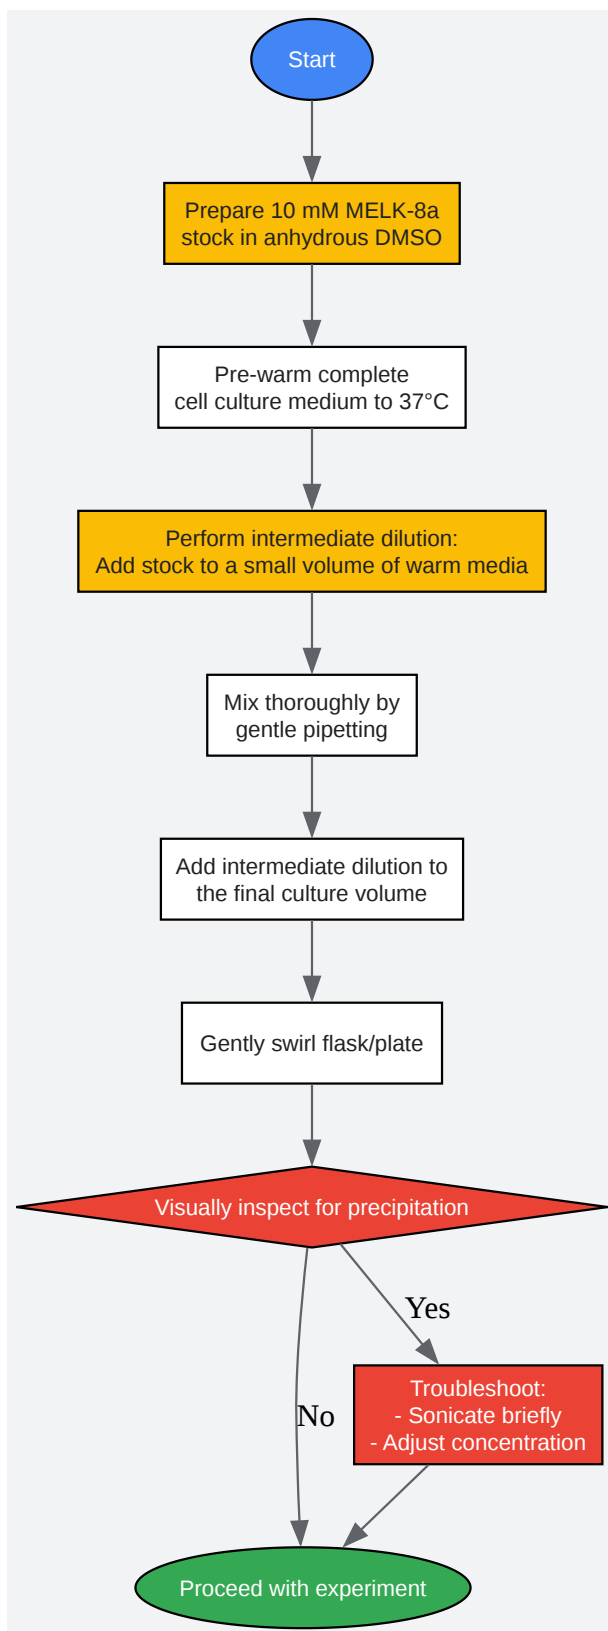 Start
Prepare 10 mM MELK-8a
stock in anhydrous DMSO
Pre-warm complete
cell culture medium to 37°C
Perform intermediate dilution:
Add stock to a small volume of warm media
Mix thoroughly by
gentle pipetting
Add intermediate dilution to
the final culture volume
Gently swirl flask/plate
Visually inspect for precipitation
Yes
Troubleshoot:
- Sonicate briefly
- Adjust concentration
No
Proceed with experiment